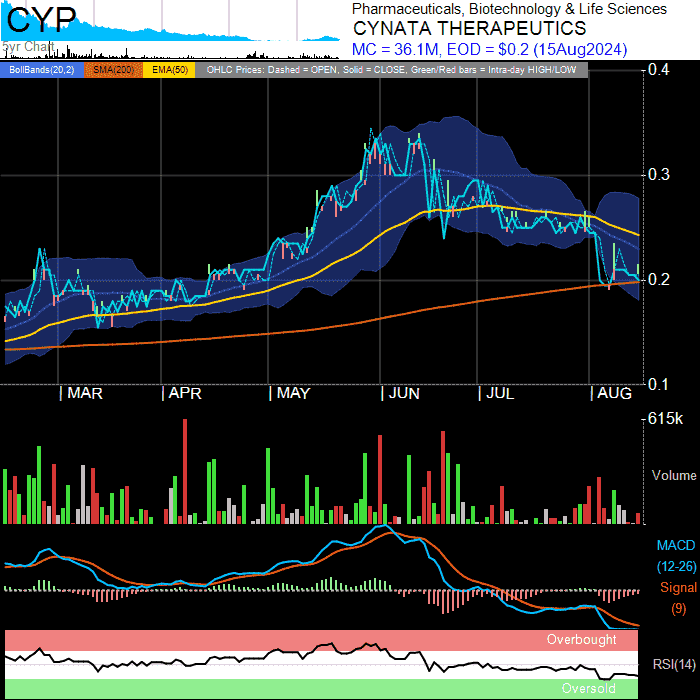 CYP
5yr Chart
Pharmaceuticals, Biotechnology & Life Sciences
CYNATA THERAPEUTICS
MC = 36.1M, EOD = $0.2 (15Aug2024)
BollBands(20,2) SMA(200) EMA(50) OHLC Prices: Dashed = OPEN, Solid = CLOSE, Green/Red bars = Intra-day HIGH/LOW
0.4
0.3
0.2
0.1
MAR APR MAY JUN JUL AUG
615k
Volume
MACD
(12-26)
Signal
(9)
Overbought
RSI(14)
Oversold